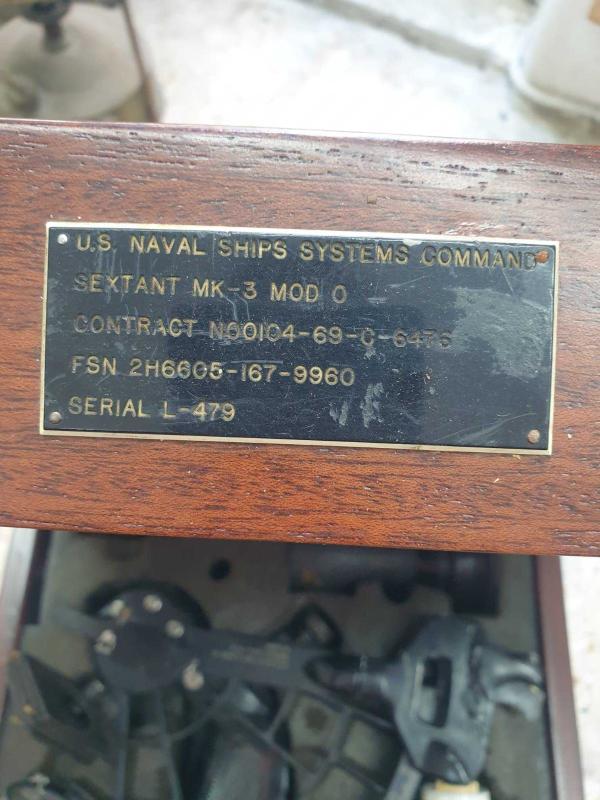 U.S. NAVAL SHIPS SYSTEMS COMMAND
SEXTANT MK-3 MOD 0
CONTRACT N00104-69-C-6476
FSN 2H6605-167-9960
SERIAL L-479